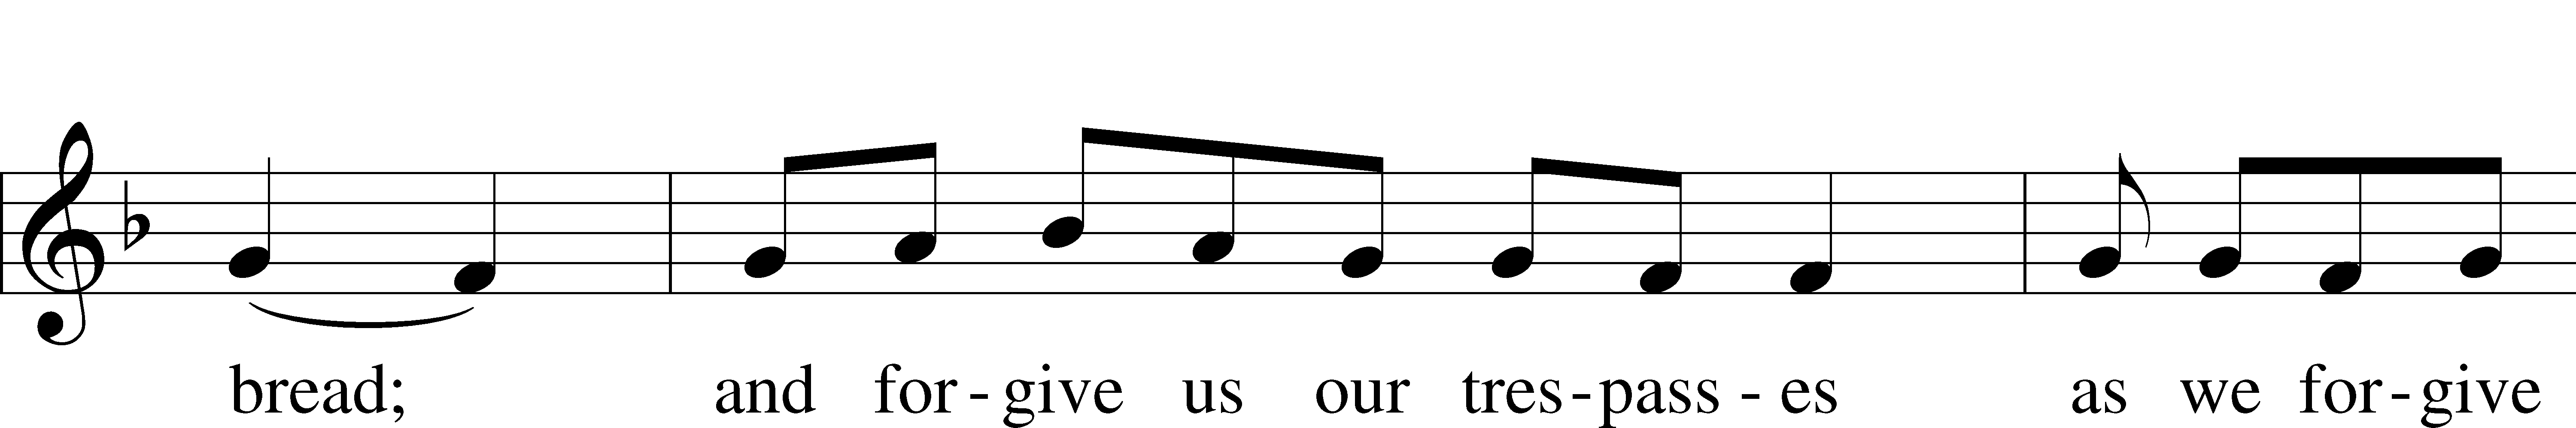 bread; and for-give us our tres-pass-es as we for-give